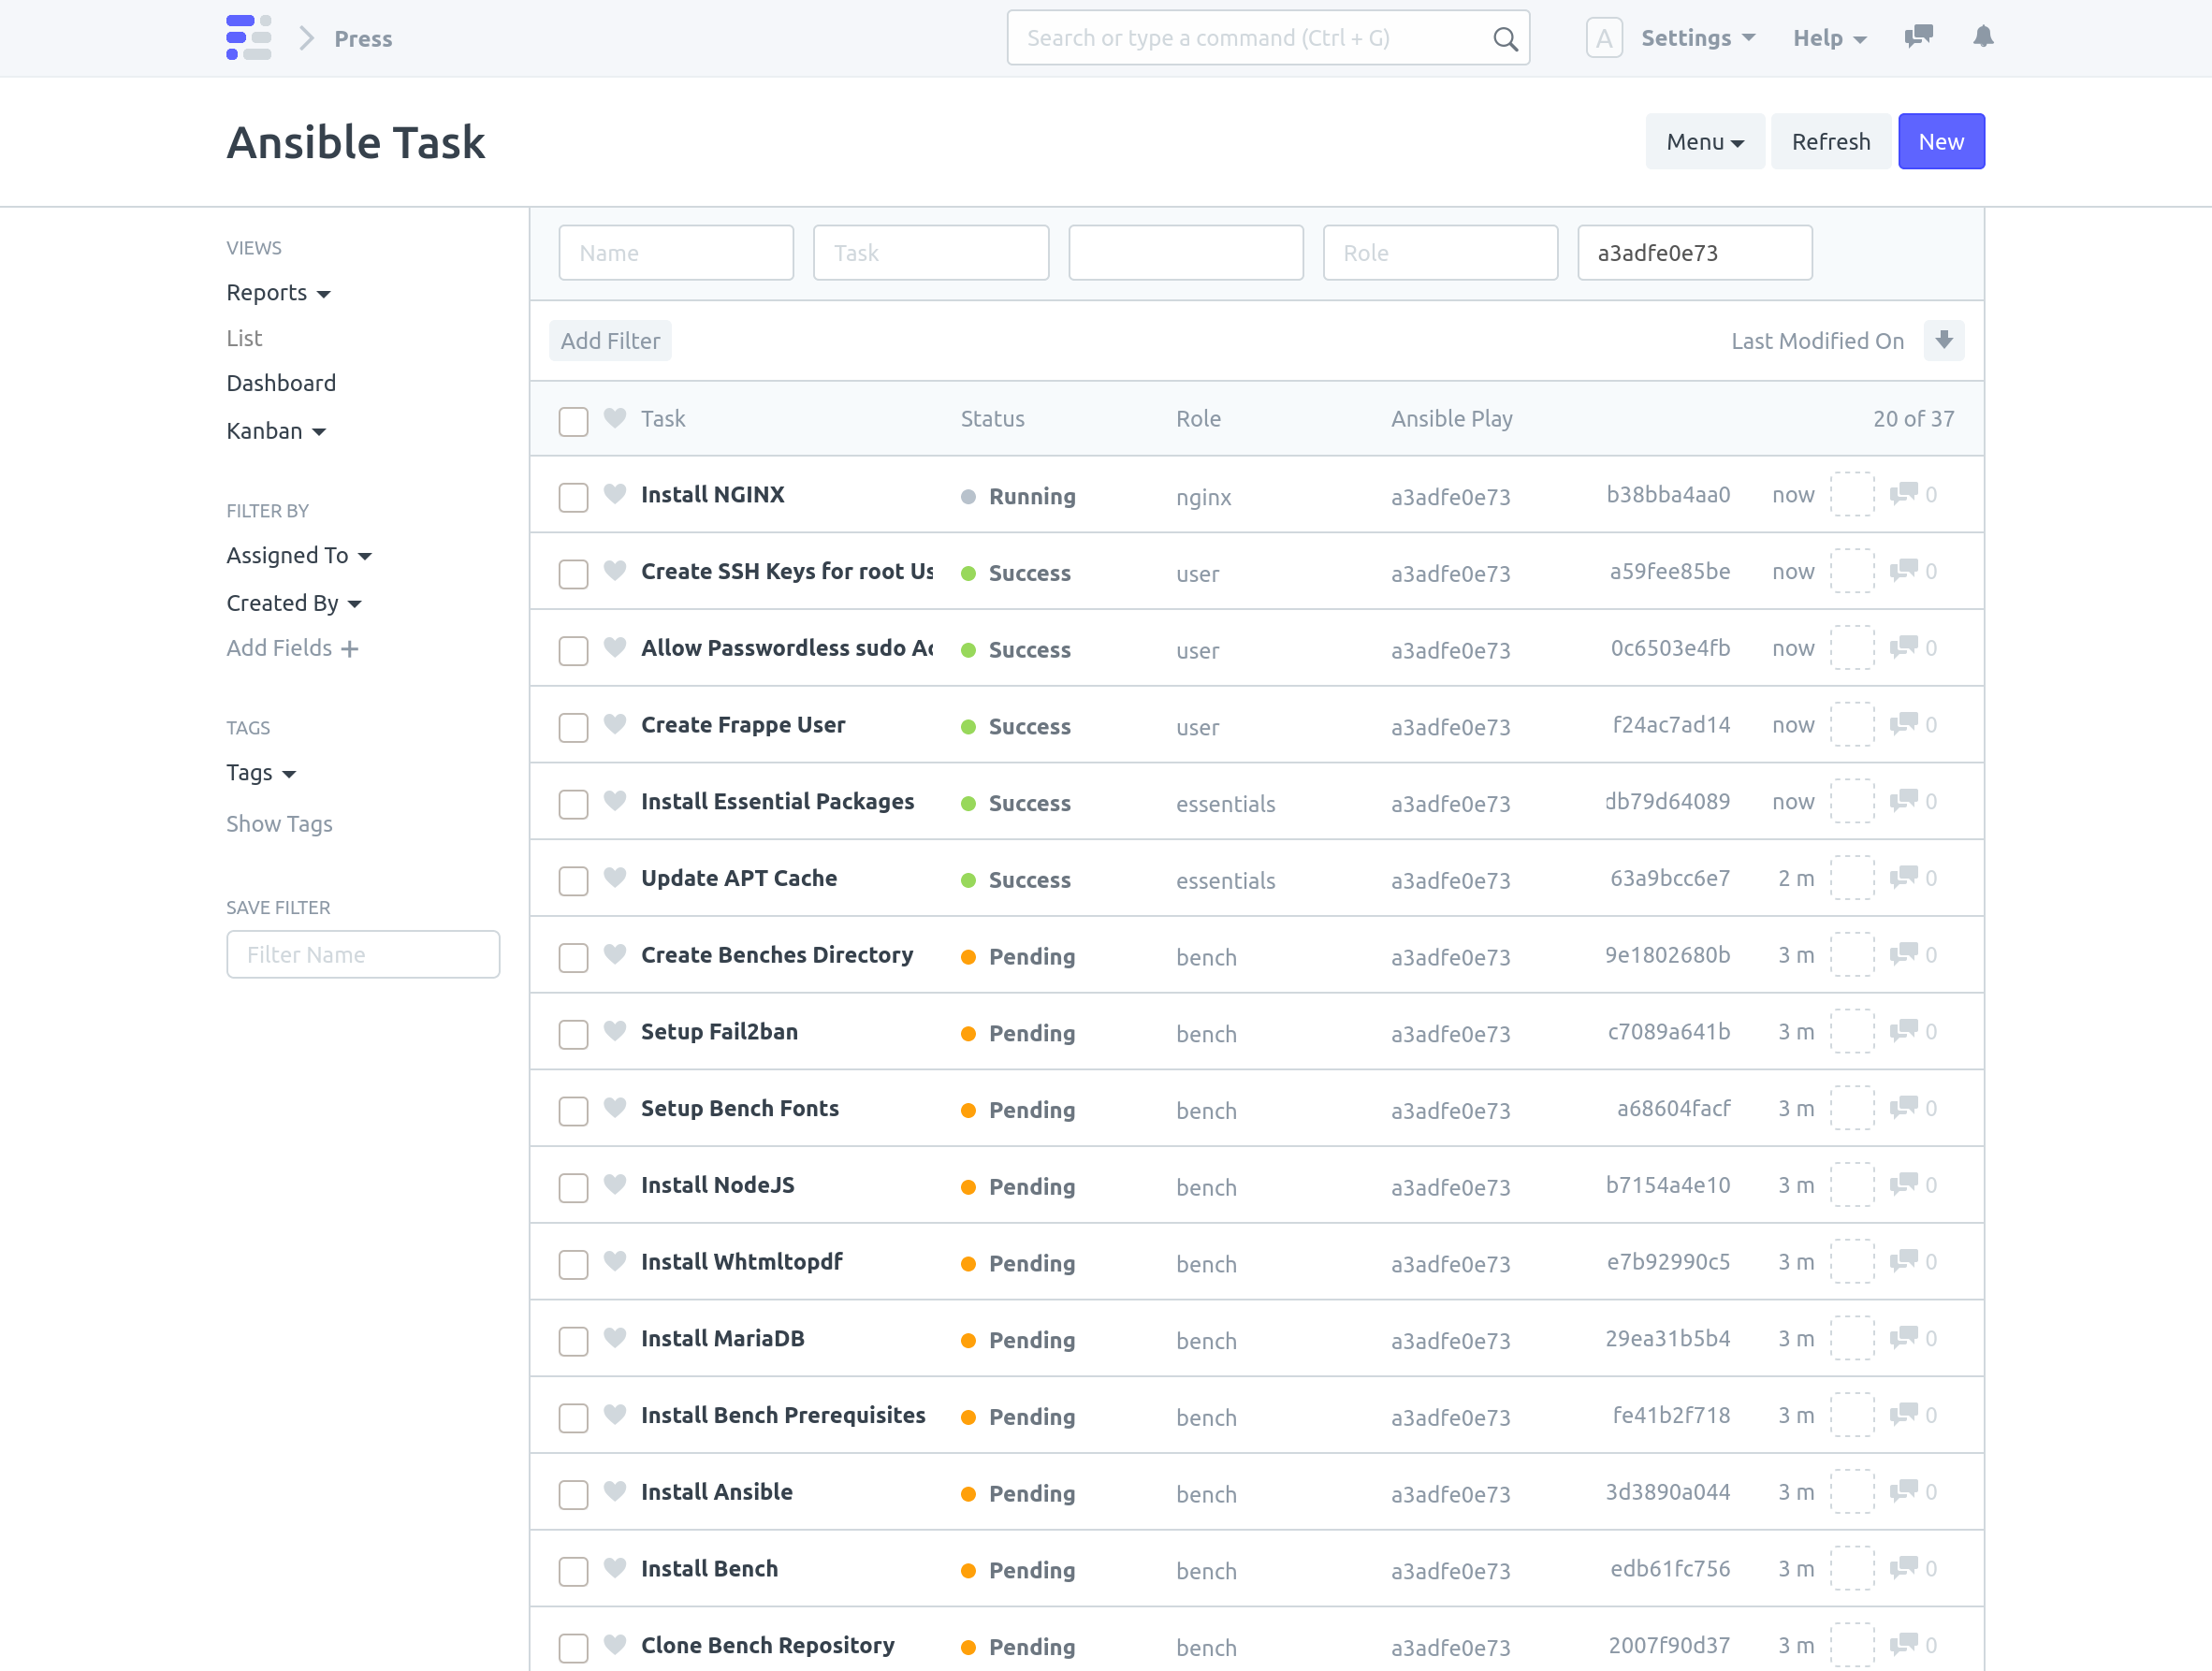 Press
Search or type a command (Ctrl + G)
A
Settings
Help
Ansible Task
Menu
Refresh
New
VIEWS
Reports
List
Dashboard
Kanban
FILTER BY
Assigned To
Created By
Add Fields
TAGS
Tags
Show Tags
SAVE FILTER
Filter Name
Name Task Role a3adfe0e73
Add Filter Last Modified On
Task Status Role Ansible Play 20 of 37
Install NGINX Running nginx a3adfe0e73 b38bba4aa0 now 0
Create SSH Keys for root Us Success user a3adfe0e73 a59fee85be now 0
Allow Passwordless sudo Ac Success user a3adfe0e73 0c6503e4fb now 0
Create Frappe User Success user a3adfe0e73 f24ac7ad14 now 0
Install Essential Packages Success essentials a3adfe0e73 db79d64089 now 0
Update APT Cache Success essentials a3adfe0e73 63a9bcc6e7 2 m 0
Create Benches Directory Pending bench a3adfe0e73 9e1802680b 3 m 0
Setup Fail2ban Pending bench a3adfe0e73 c7089a641b 3 m 0
Setup Bench Fonts Pending bench a3adfe0e73 a68604facf 3 m 0
Install NodeJS Pending bench a3adfe0e73 b7154a4e10 3 m 0
Install Whtmltopdf Pending bench a3adfe0e73 e7b92990c5 3 m 0
Install MariaDB Pending bench a3adfe0e73 29ea31b5b4 3 m 0
Install Bench Prerequisites Pending bench a3adfe0e73 fe41b2f718 3 m 0
Install Ansible Pending bench a3adfe0e73 3d3890a044 3 m 0
Install Bench Pending bench a3adfe0e73 edb61fc756 3 m 0
Clone Bench Repository Pending bench a3adfe0e73 2007f90d37 3 m 0